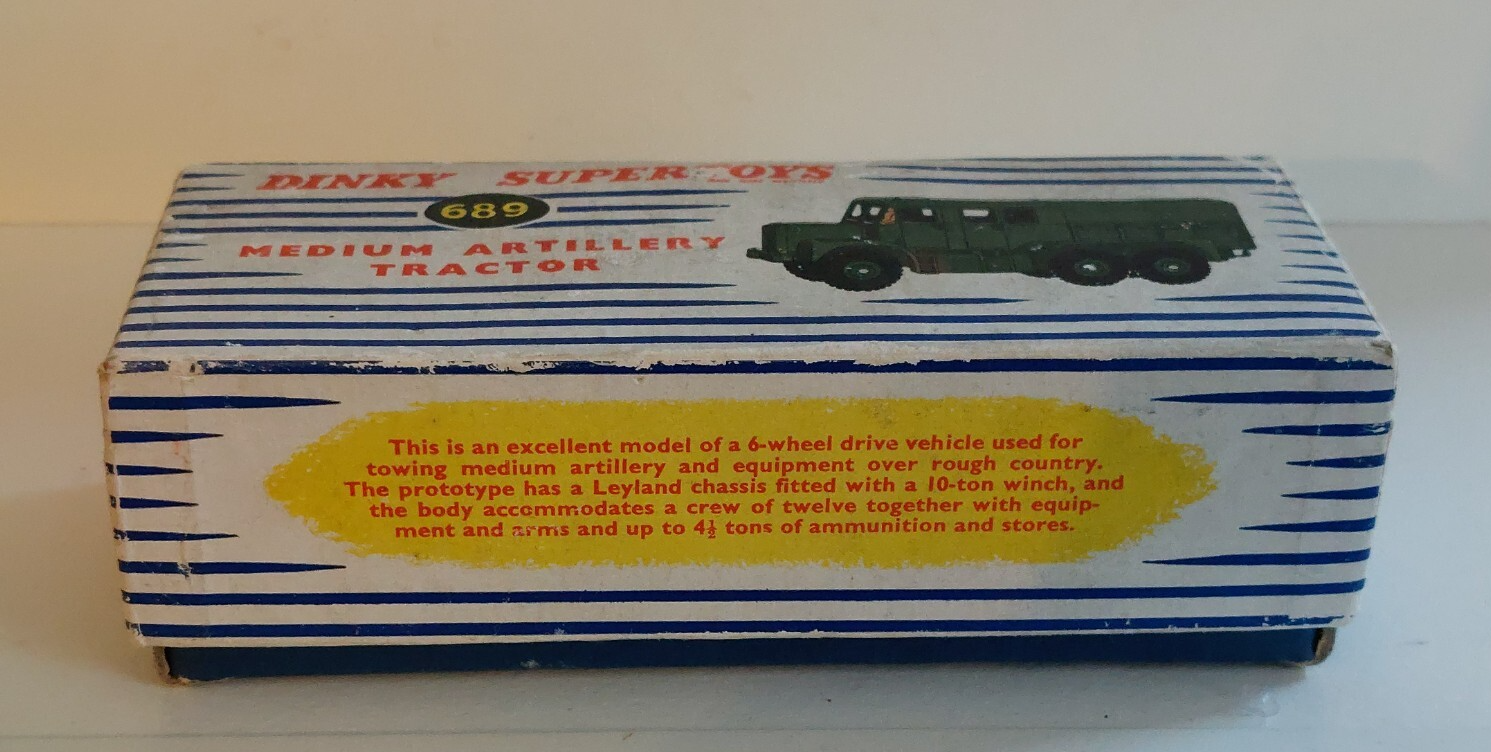 DINKY SUPERTOYS
689
MEDIUM ARTILLERY
TRACTOR
This is an excellent model of a 6-wheel drive vehicle used for
towing medium artillery and equipment over rough country.
The prototype has a Leyland chassis fitted with a 10-ton winch, and
the body accommodates a crew of twelve together with equip-
ment and arms and up to 4½ tons of ammunition and stores.